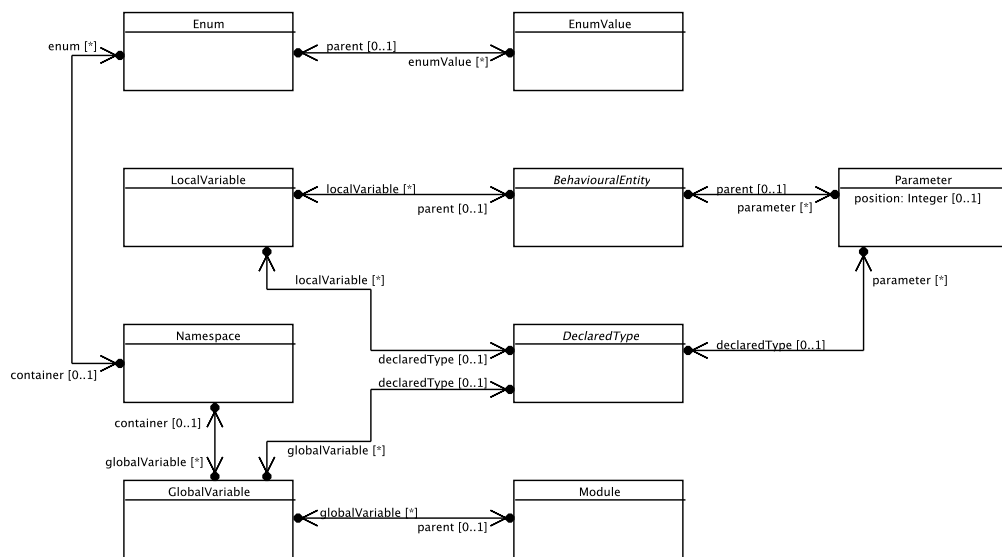 Enum
EnumValue
enum [*]
parent [0..1]
enumValue [*]
LocalVariable
BehaviouralEntity
Parameter
position: Integer [0..1]
localVariable [*]
parent [0..1]
parent [0..1]
parameter [*]
localVariable [*]
parameter [*]
Namespace
DeclaredType
declaredType [0..1]
declaredType [0..1]
container [0..1]
declaredType [0..1]
container [0..1]
globalVariable [*]
globalVariable [*]
GlobalVariable
Module
globalVariable [*]
parent [0..1]